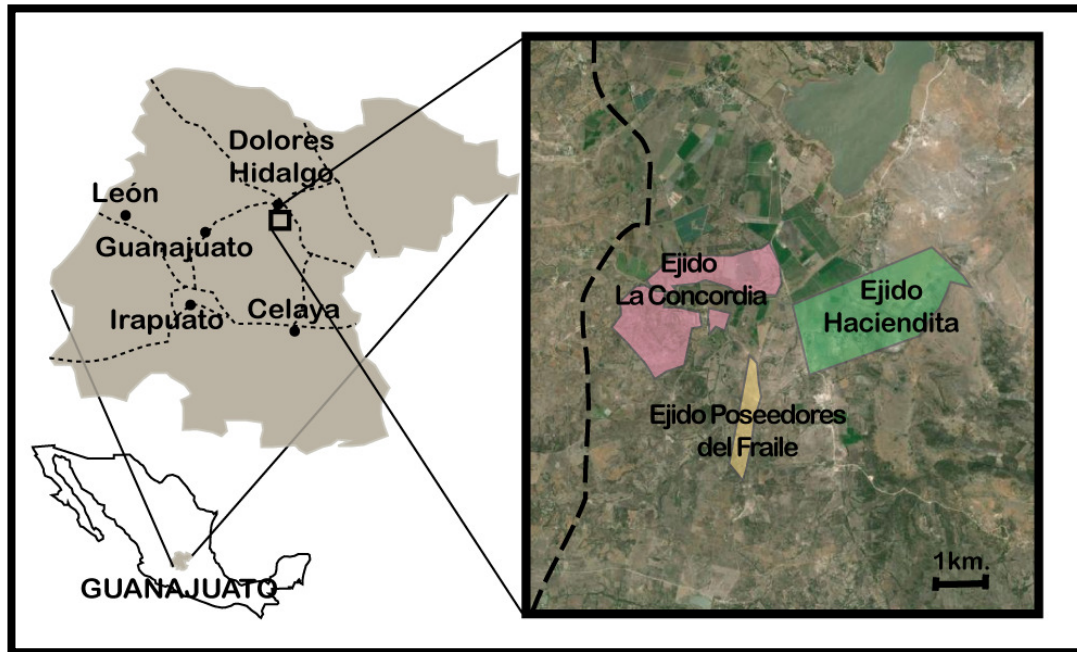 Dolores
Hidalgo
León
Guanajuato
Irapuato
Celaya
GUANAJUATO
Ejido
La Concordia
Ejido
Haciendita
Ejido Poseedores
del Fraile
1km.